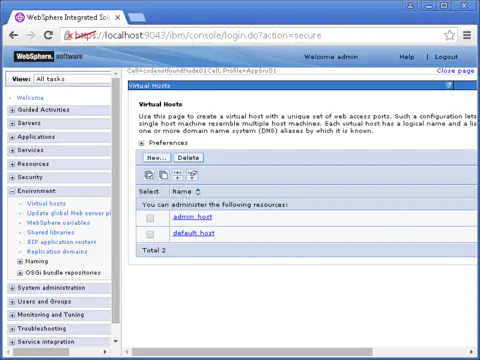 WebSphere Integrated Sol
https://localhost:9043/ibm/console/login.do?action=secure
WebSphere. software
Welcome admin
Help
Logout
View: All tasks
Cell=codenotfoundNode01Cell, Profile=AppSrv01
Close page
Welcome
Guided Activities
Servers
Applications
Services
Resources
Security
Environment
Virtual hosts
Update global Web server pl
WebSphere variables
Shared libraries
SIP application routers
Replication domains
Naming
OSGi bundle repositories
System administration
Users and Groups
Monitoring and Tuning
Troubleshooting
Service integration
Virtual Hosts
?
Virtual Hosts
Use this page to create a virtual host with a unique set of web access ports. Such a configuration lets
single host machine resemble multiple host machines. Each virtual host has a logical name and a lis
one or more domain name system (DNS) aliases by which it is known.
Preferences
New...
Delete
Select
Name
You can administer the following resources:
admin_host
default_host
Total 2